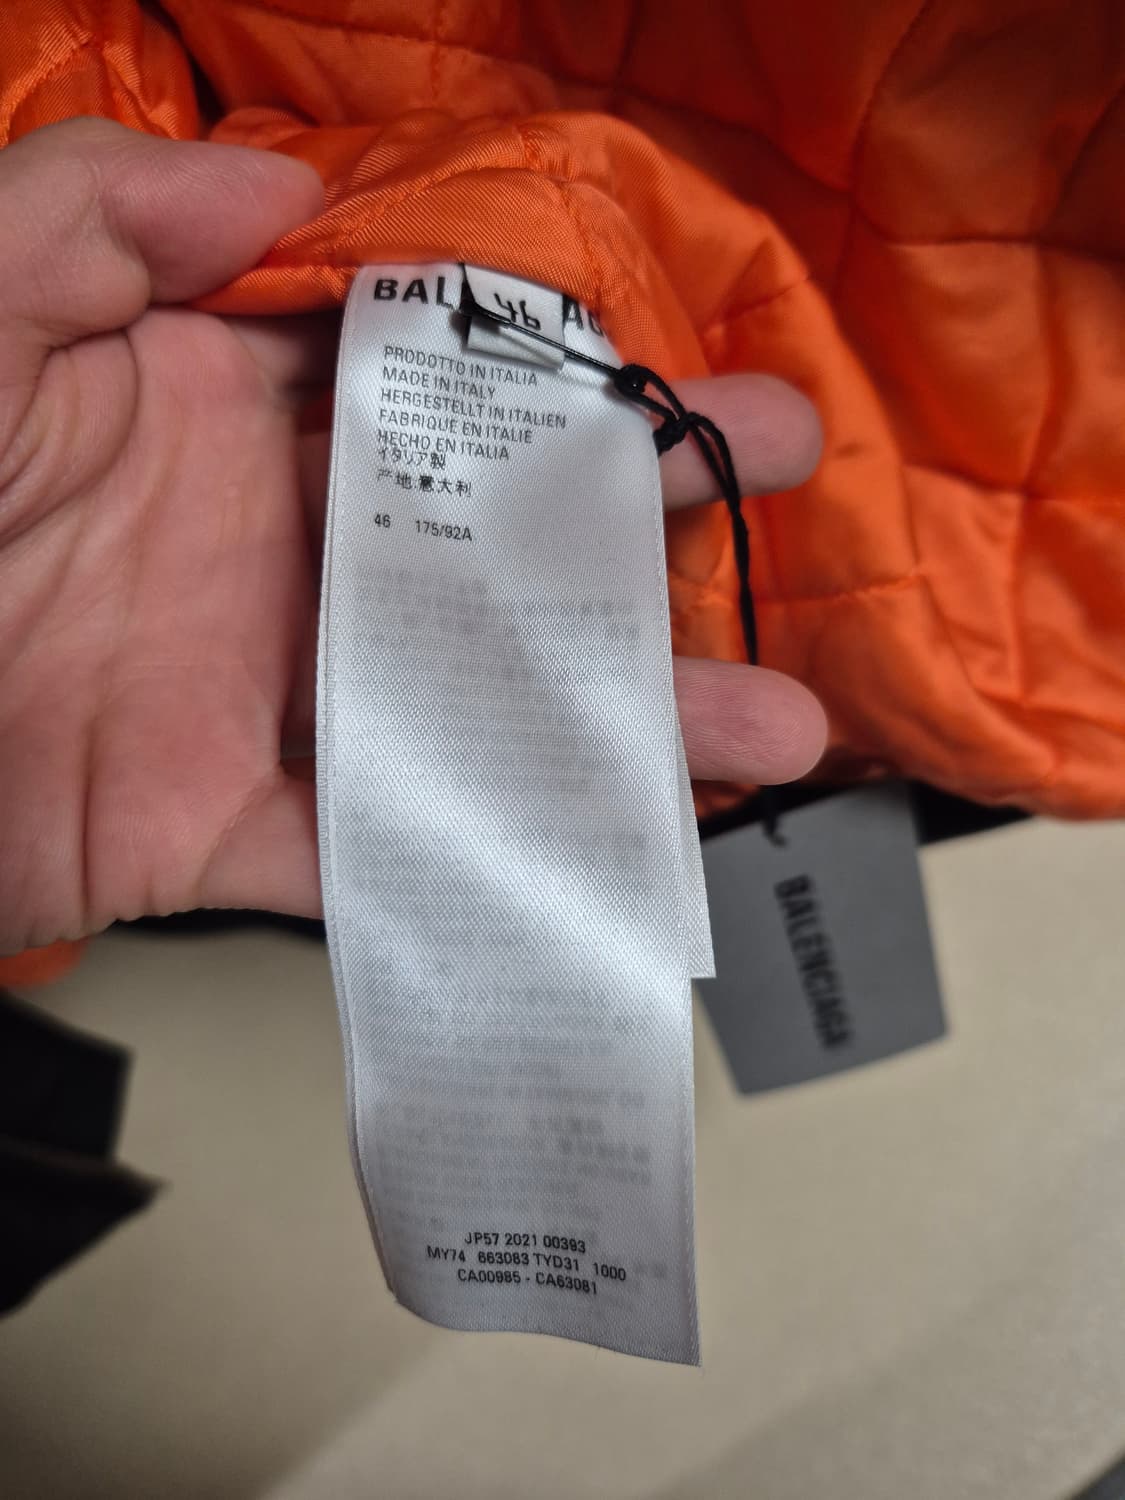 BAL
46
AG
PRODOTTO IN ITALIA
MADE IN ITALY
HERGESTELLT IN ITALIEN
FABRIQUE EN ITALIE
HECHO EN ITALIA
イタリア製
产地:意大利
46 175/92A
BALENCIAGA
JP57 2021 00393
MY74 663083 TYD31 1000
CA00985 - CA63081